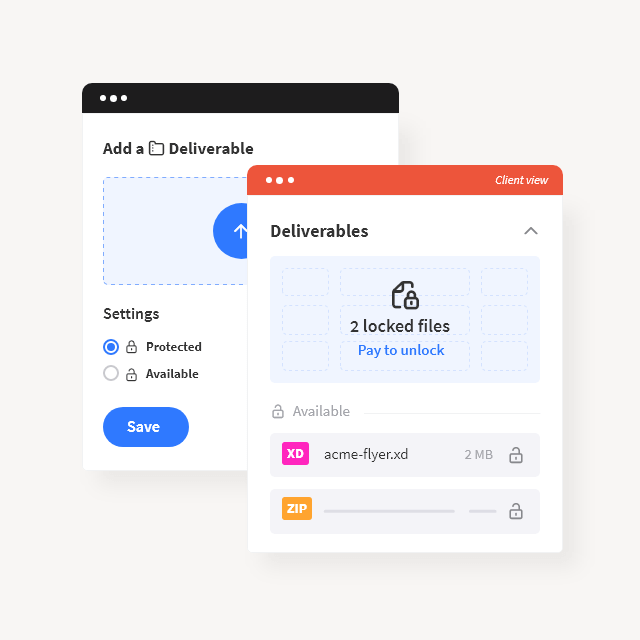 Add a Deliverable
Settings
Protected
Available
Save
Client view
Deliverables
2 locked files
Pay to unlock
Available
XD acme-flyer.xd 2 MB
ZIP